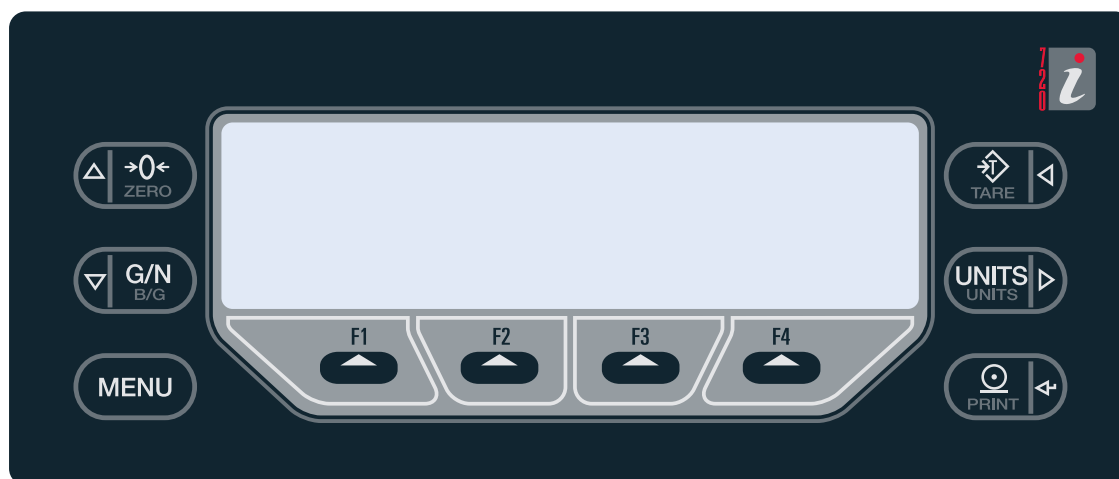 720
i
→0←
ZERO
T
TARE
G/N
B/G
UNITS
UNITS
F1
F2
F3
F4
MENU
PRINT